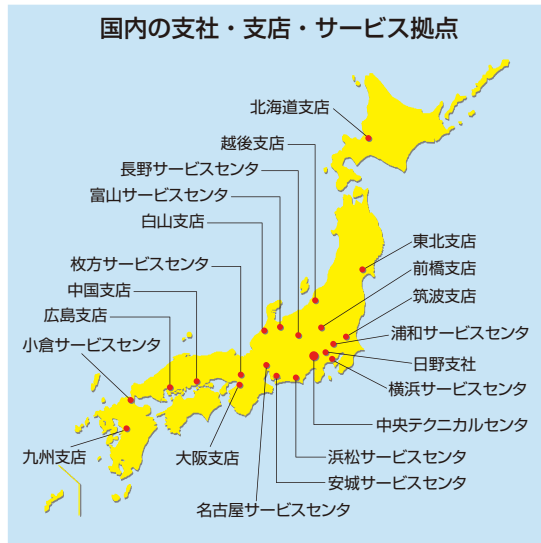 国内の支社・支店・サービス拠点
北海道支店
越後支店
長野サービスセンタ
富山サービスセンタ
白山支店
枚方サービスセンタ
中国支店
広島支店
小倉サービスセンタ
東北支店
前橋支店
筑波支店
浦和サービスセンタ
日野支社
横浜サービスセンタ
中央テクニカルセンタ
九州支店
大阪支店
浜松サービスセンタ
安城サービスセンタ
名古屋サービスセンタ